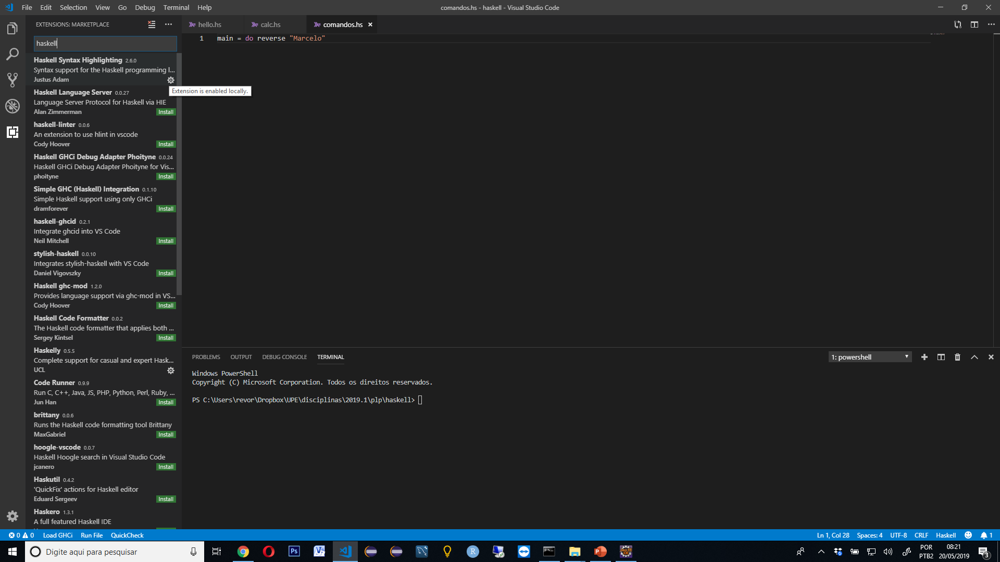 File Edit Selection View Go Debug Terminal Help
comandos.hs - haskell - Visual Studio Code
EXTENSIONS: MARKETPLACE
haskell
Haskell Syntax Highlighting 2.6.0
Syntax support for the Haskell programming l...
Justus Adam
Extension is enabled locally.
Haskell Language Server 0.0.27
Language Server Protocol for Haskell via HIE
Alan Zimmerman Install
haskell-linter 0.0.6
An extension to use hlint in vscode
Cody Hoover Install
Haskell GHCi Debug Adapter Phoityne 0.0.24
Haskell GHCi Debug Adapter Phoityne for Vis...
phoityne Install
Simple GHC (Haskell) Integration 0.1.10
Simple Haskell support using only GHCi
dramforever Install
haskell-ghcid 0.2.1
Integrate ghcid into VS Code
Neil Mitchell Install
stylish-haskell 0.0.10
Integrates stylish-haskell with VS Code
Daniel Vigovszky Install
Haskell ghc-mod 1.2.0
Provides language support via ghc-mod in VS...
Cody Hoover Install
Haskell Code Formatter 0.0.2
The Haskell code formatter that applies both ...
Sergey Kintsel Install
Haskelly 0.5.5
Complete support for casual and expert Hask...
UCL
Code Runner 0.9.9
Run C, C++, Java, JS, PHP, Python, Perl, Ruby, ...
Jun Han Install
brittany 0.0.6
Runs the Haskell code formatting tool Brittany
MaxGabriel Install
hoogle-vscode 0.0.7
Haskell Hoogle search in Visual Studio Code
jcanero Install
Haskutil 0.4.2
'QuickFix' actions for Haskell editor
Eduard Sergeev Install
Haskero 1.3.1
A full featured Haskell IDE
hello.hs calc.hs comandos.hs
1 main = do reverse "Marcelo"
PROBLEMS OUTPUT DEBUG CONSOLE TERMINAL
1: powershell
Windows PowerShell
Copyright (C) Microsoft Corporation. Todos os direitos reservados.
PS C:\Users\revor\Dropbox\UPE\disciplinas\2019.1\plp\haskell>
0 0 Load GHCi Run File QuickCheck
Ln 1, Col 28 Spaces: 4 UTF-8 CRLF Haskell 1
Digite aqui para pesquisar
Ps
R
P
POR
PTB2
08:21
20/05/2019
3